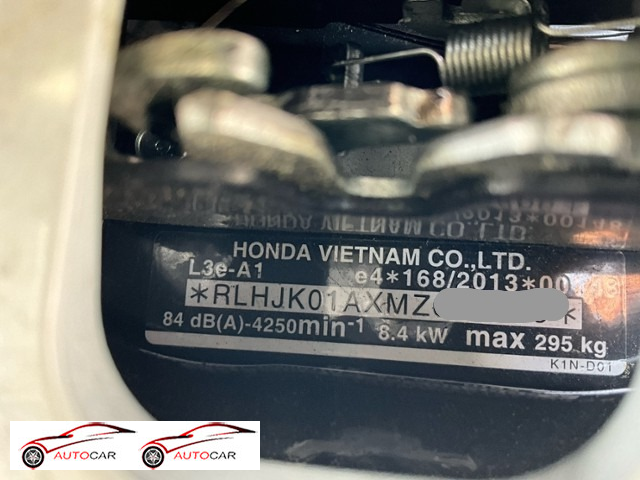 HONDA VIETNAM CO.,LTD.
L3e-A1 e4*168/2013*00
*RLHJK01AXMZ *
84 dB(A)-4250min-1 8.4 kW max 295 kg
K1N-D01
AUTOCAR AUTOCAR